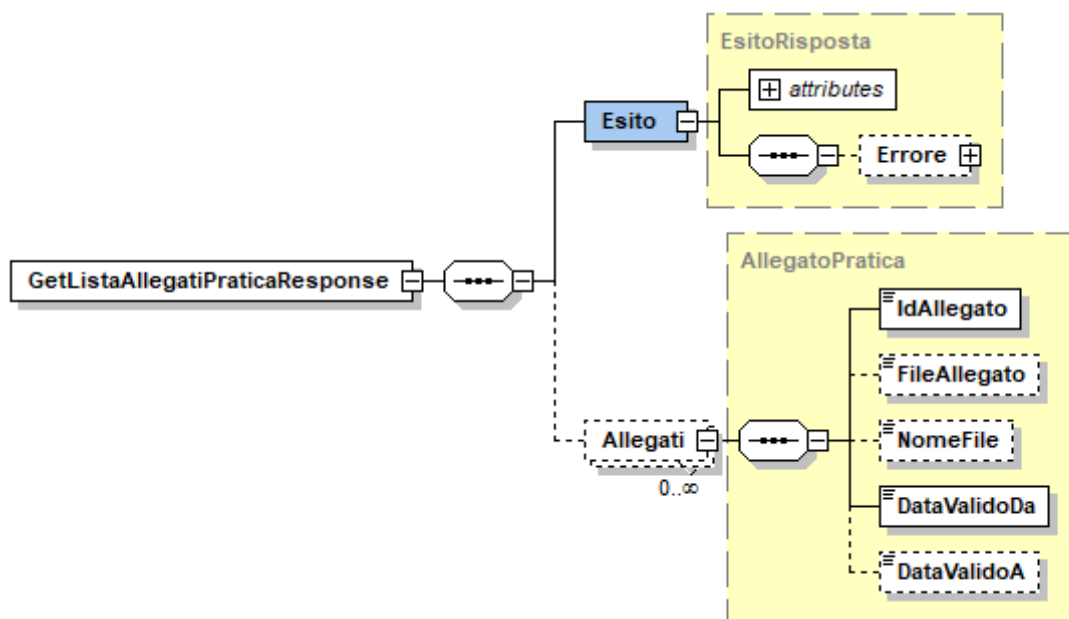 EsitoRisposta
attributes
Esito
Errore
GetListaAllegatiPraticaResponse
AllegatoPratica
IdAllegato
FileAllegato
Allegati
NomeFile
0..∞
DataValidoDa
DataValidoA